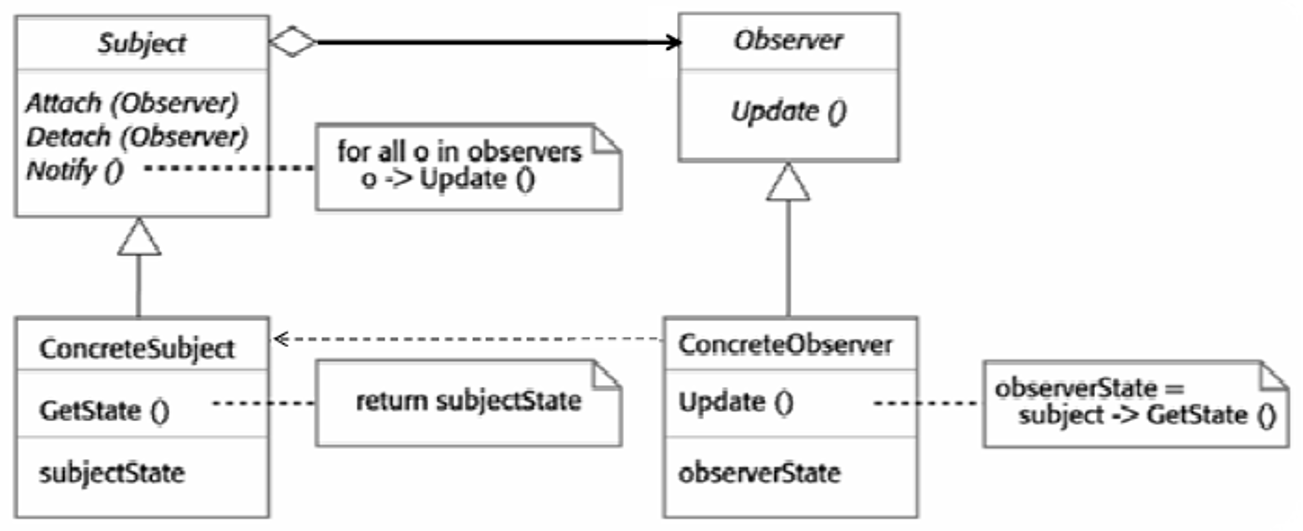 Subject
Attach (Observer)
Detach (Observer)
Notify ()
for all o in observers
o -> Update ()
Observer
Update ()
ConcreteSubject
GetState ()
subjectState
return subjectState
ConcreteObserver
Update ()
observerState
observerState =
subject -> GetState ()